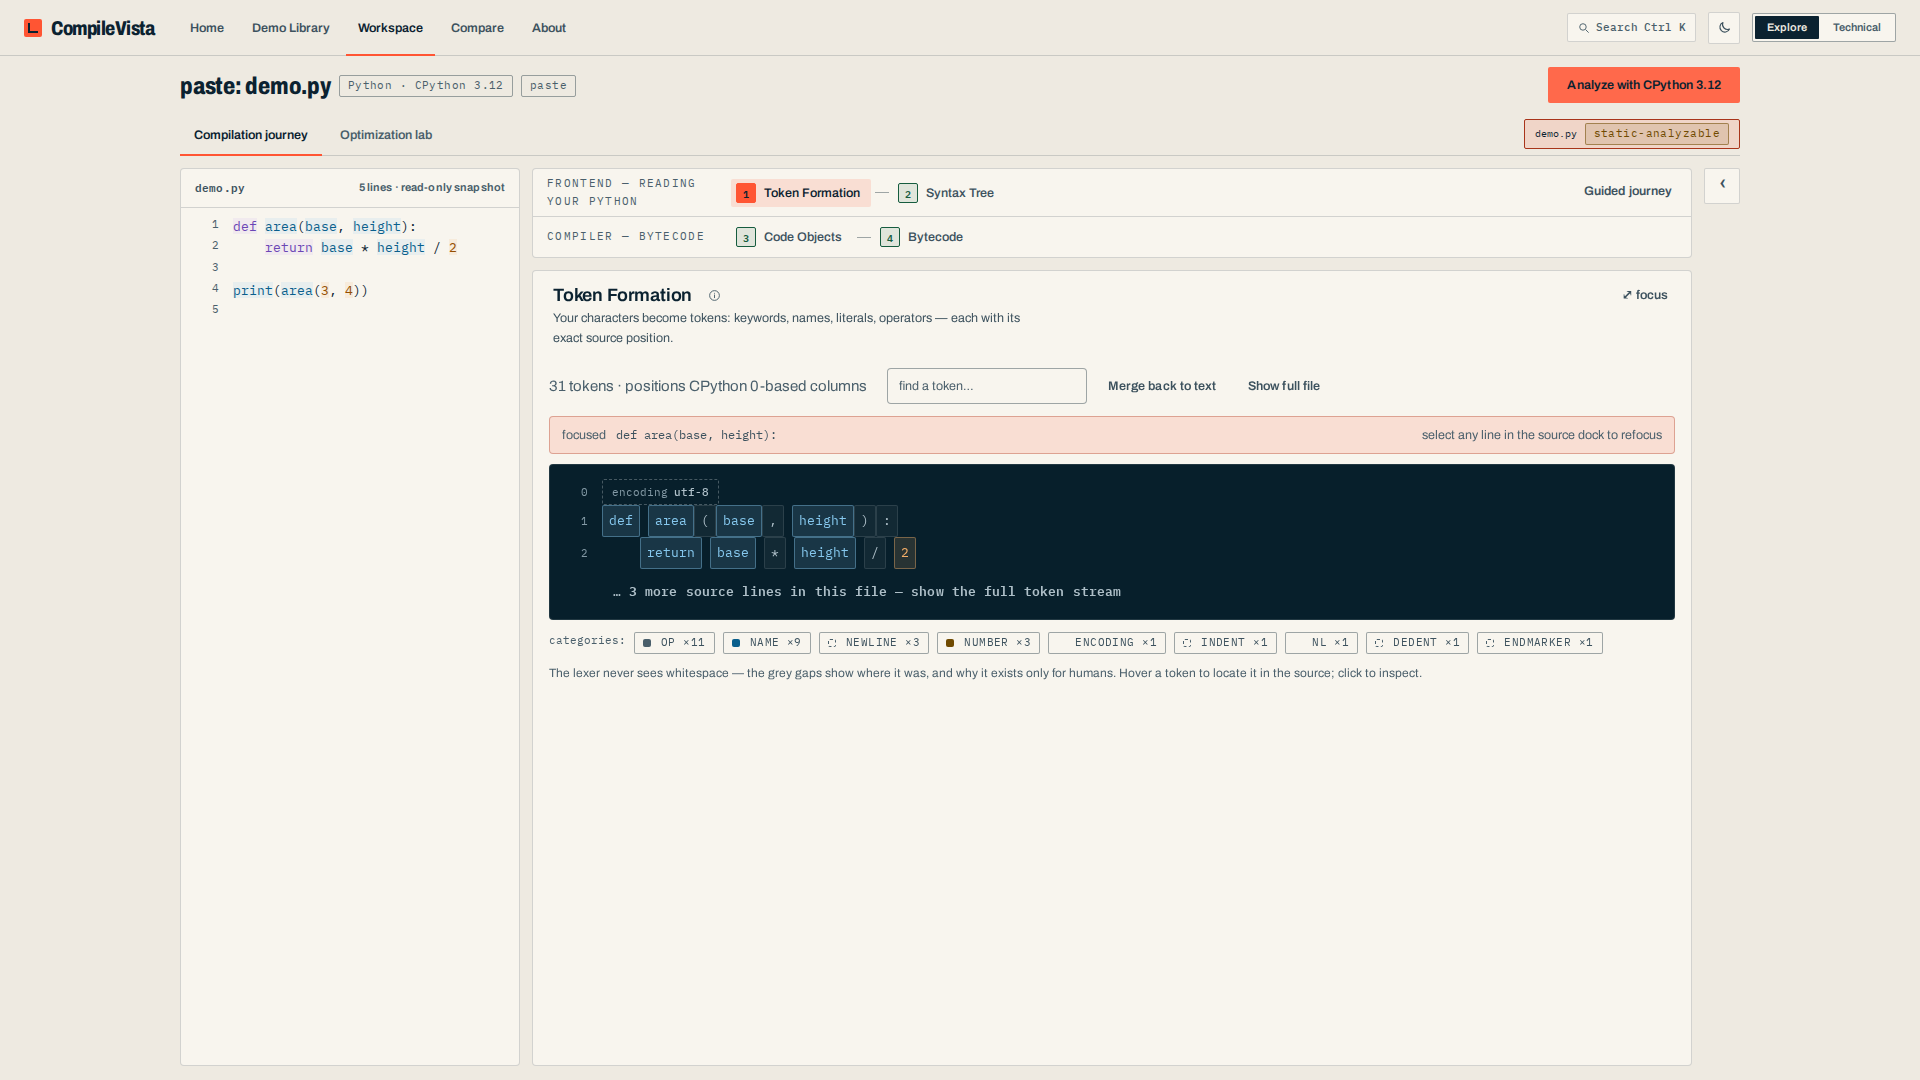 CompileVista
Home
Demo Library
Workspace
Compare
About
Search Ctrl K
Explore
Technical
paste: demo.py
Python · CPython 3.12
paste
Analyze with CPython 3.12
Compilation journey
Optimization lab
demo.py
static-analyzable
demo.py
5 lines · read-only snapshot
1 def area(base, height):
2     return base * height / 2
3
4 print(area(3, 4))
5
FRONTEND — READING
YOUR PYTHON
1 Token Formation
2 Syntax Tree
Guided journey
COMPILER — BYTECODE
3 Code Objects
4 Bytecode
‹
Token Formation
⤢ focus
Your characters become tokens: keywords, names, literals, operators — each with its
exact source position.
31 tokens · positions CPython 0-based columns
find a token...
Merge back to text
Show full file
focused def area(base, height):
select any line in the source dock to refocus
0 encoding utf-8
1 def area ( base , height ) :
2 return base * height / 2
… 3 more source lines in this file — show the full token stream
categories:
OP ×11
NAME ×9
NEWLINE ×3
NUMBER ×3
ENCODING ×1
INDENT ×1
NL ×1
DEDENT ×1
ENDMARKER ×1
The lexer never sees whitespace — the grey gaps show where it was, and why it exists only for humans. Hover a token to locate it in the source; click to inspect.